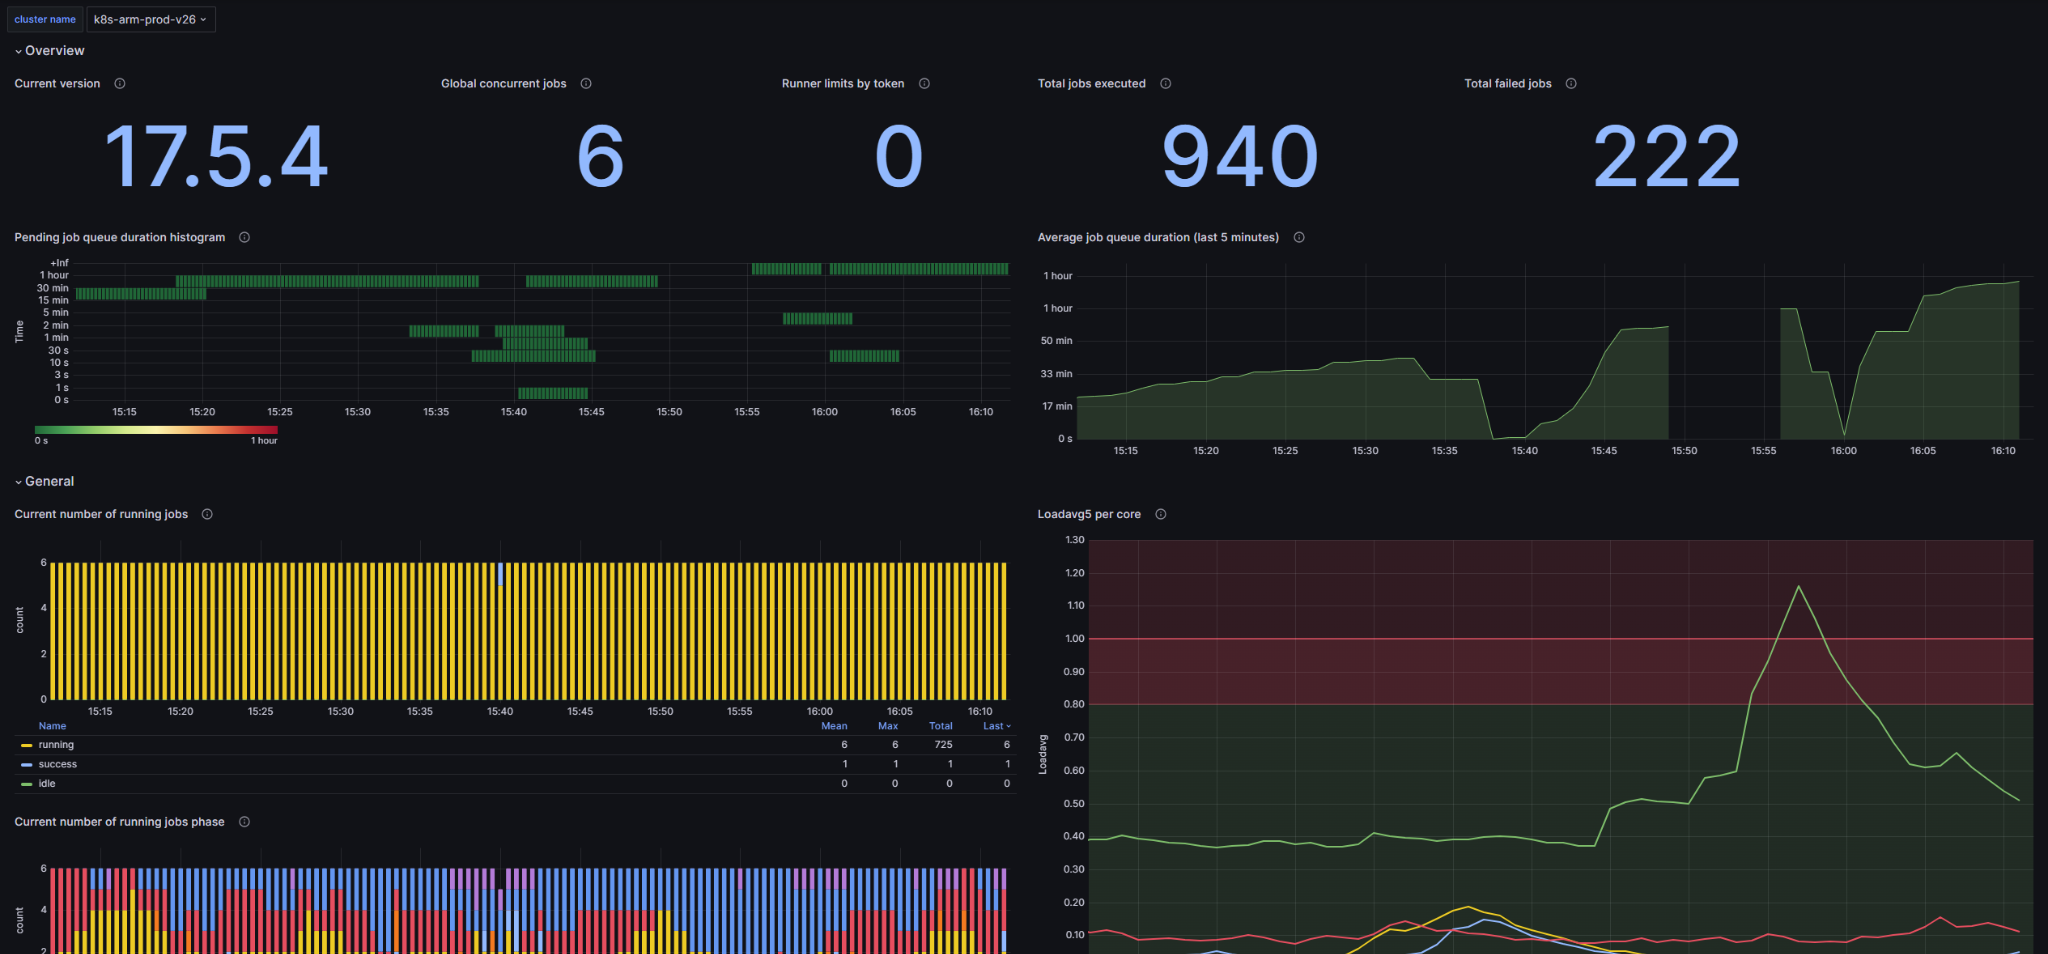 cluster name k8s-arm-prod-v26
Overview
Current version
Global concurrent jobs
Runner limits by token
Total jobs executed
Total failed jobs
17.5.4
6
0
940
222
Pending job queue duration histogram
Time
+Inf
1 hour
30 min
15 min
5 min
2 min
1 min
30 s
10 s
3 s
1 s
0 s
15:15 15:20 15:25 15:30 15:35 15:40 15:45 15:50 15:55 16:00 16:05 16:10
0 s 1 hour
Average job queue duration (last 5 minutes)
1 hour
1 hour
50 min
33 min
17 min
0 s
15:15 15:20 15:25 15:30 15:35 15:40 15:45 15:50 15:55 16:00 16:05 16:10
General
Current number of running jobs
count
6
4
2
0
15:15 15:20 15:25 15:30 15:35 15:40 15:45 15:50 15:55 16:00 16:05 16:10
Name Mean Max Total Last
running 6 6 725 6
success 1 1 1 1
idle 0 0 0 0
Current number of running jobs phase
count
6
4
2
Loadavg5 per core
Loadavg
1.30
1.20
1.10
1.00
0.90
0.80
0.70
0.60
0.50
0.40
0.30
0.20
0.10